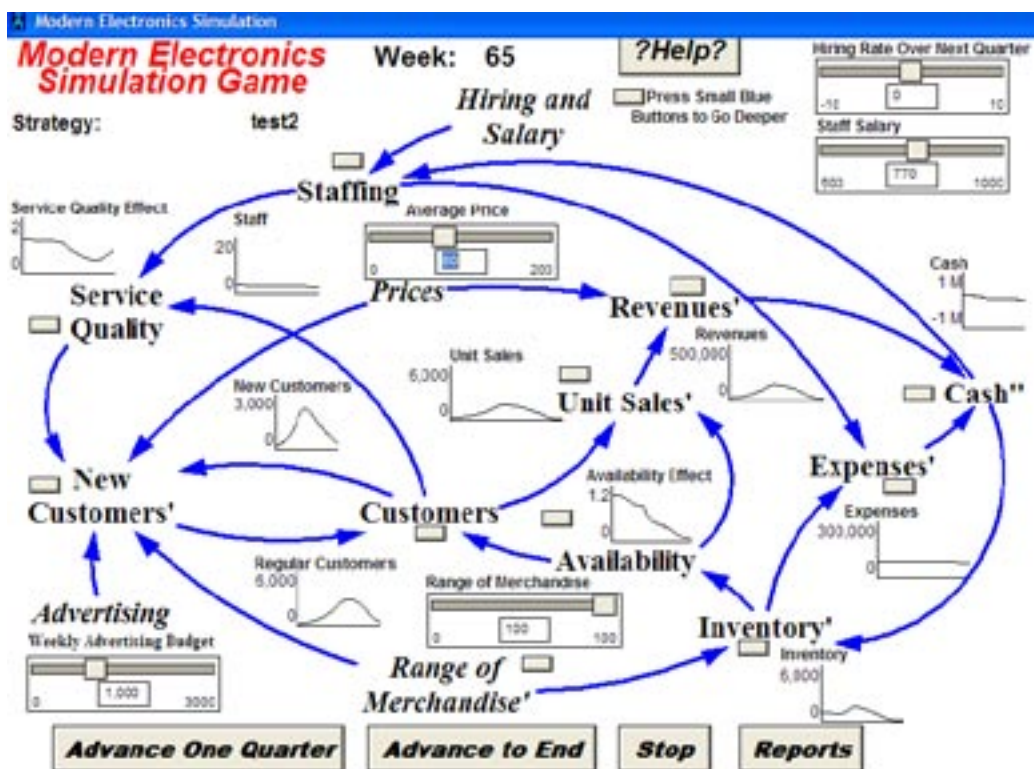 Modern Electronics Simulation
Modern Electronics
Simulation Game
Week: 65
?Help?
Hiring Rate Over Next Quarter
-10
0
10
Press Small Blue
Buttons to Go Deeper
Hiring and
Salary
Strategy:
test2
Staff Salary
770
1000
Staffing
Service Quality Effect
2
0
Staff
20
0
Average Price
0
200
Cash
1 M
-1 M
Service
Quality
Prices
Revenues'
Revenues
500,000
0
Unit Sales
6,000
0
New Customers
3,000
0
Unit Sales'
Cash"
New
Customers'
Customers
Availability Effect
1.2
0
Expenses'
Expenses
300,000
0
Availability
Regular Customers
6,000
0
Range of Merchandise
0
100
100
Advertising
Weekly Advertising Budget
0
1,000
3000
Range of
Merchandise'
Inventory'
Inventory
6,000
0
Advance One Quarter
Advance to End
Stop
Reports